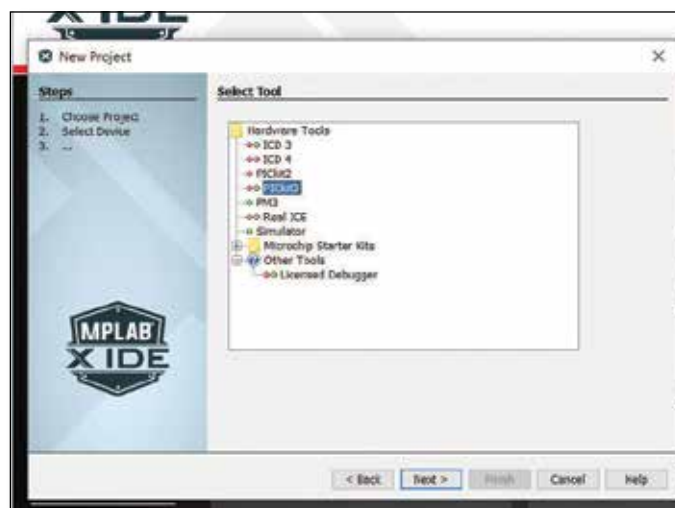 X IDE
New Project
Steps
1. Choose Project
2. Select Device
3. ...
Select Tool
Hardware Tools
ICD 3
ICD 4
PICkit2
PICkit3
PM3
Real ICE
Simulator
Microchip Starter Kits
Other Tools
Licensed Debugger
MPLAB
X IDE
< Back
Next >
Finish
Cancel
Help